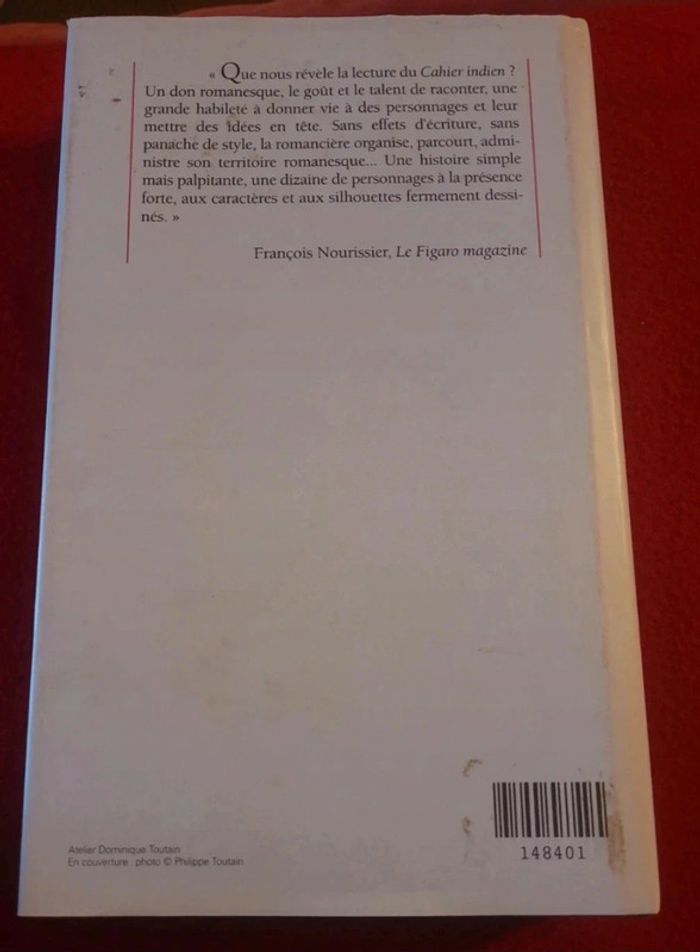 « Que nous révèle la lecture du Cahier indien ?
Un don romanesque, le goût et le talent de raconter, une
grande habileté à donner vie à des personnages et leur
mettre des idées en tête. Sans effets d'écriture, sans
panache de style, la romancière organise, parcourt, admi-
nistre son territoire romanesque... Une histoire simple
mais palpitante, une dizaine de personnages à la présence
forte, aux caractères et aux silhouettes fermement dessi-
nés. »
François Nourissier, Le Figaro magazine
Atelier Dominique Toutain
En couverture : photo © Philippe Toutain
148401